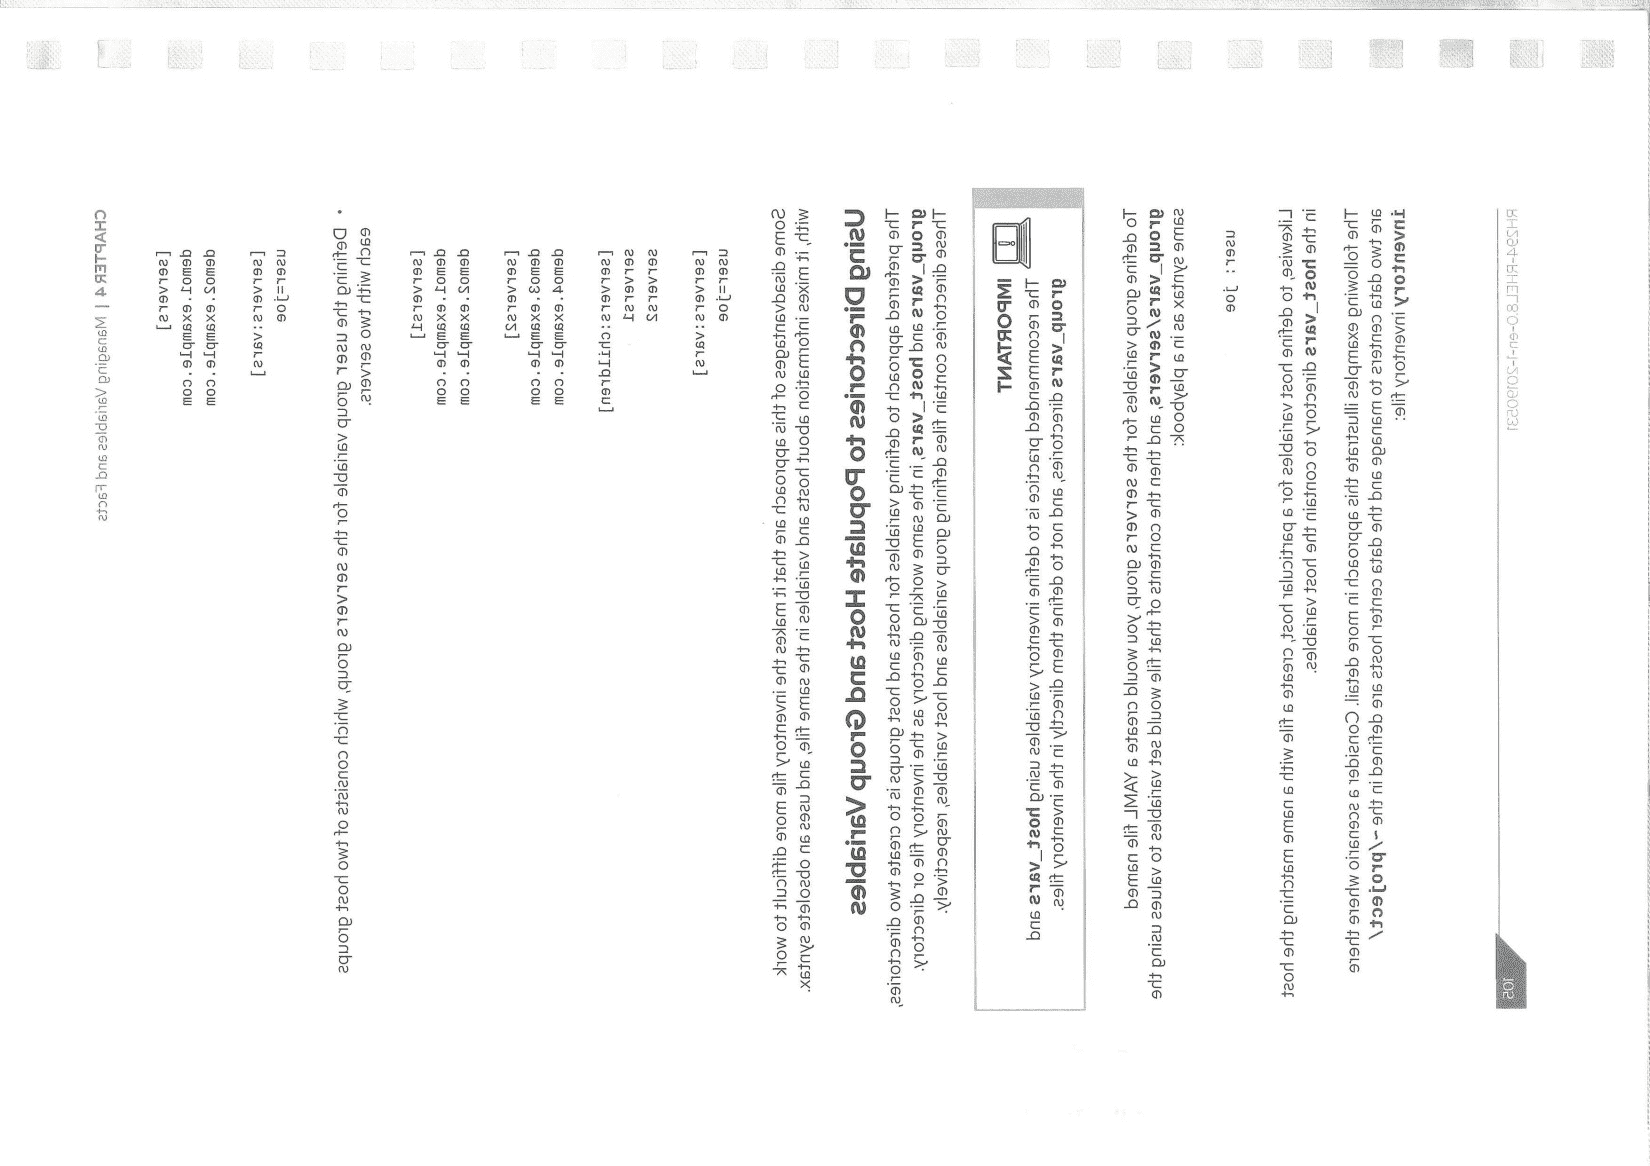 CHAPTER 4 | Managing Variables and Facts
[servers]
demo1.example.com
demo2.example.com
[servers:vars]
user=joe
• Defining the user group variable for the servers group, which consists of two host groups
each with two servers.
[servers1]
demo1.example.com
demo2.example.com
[servers2]
demo3.example.com
demo4.example.com
[servers:children]
servers1
servers2
[servers:vars]
user=joe
Some disadvantages of this approach are that it makes the inventory file more difficult to work
with, it mixes information about hosts and variables in the same file, and uses an obsolete syntax.
Using Directories to Populate Host and Group Variables
The preferred approach to defining variables for hosts and host groups is to create two directories,
group_vars and host_vars, in the same working directory as the inventory file or directory.
These directories contain files defining group variables and host variables, respectively.
IMPORTANT
The recommended practice is to define inventory variables using host_vars and
group_vars directories, and not to define them directly in the inventory files.
To define group variables for the servers group, you would create a YAML file named
group_vars/servers, and then the contents of that file would set variables to values using the
same syntax as in a playbook:
user: joe
Likewise, to define host variables for a particular host, create a file with a name matching the host
in the host_vars directory to contain the host variables.
The following examples illustrate this approach in more detail. Consider a scenario where there
are two data centers to manage and the data center hosts are defined in the ~/project/
inventory inventory file:
RH294-RHEL8.0-en-1-20190531
105